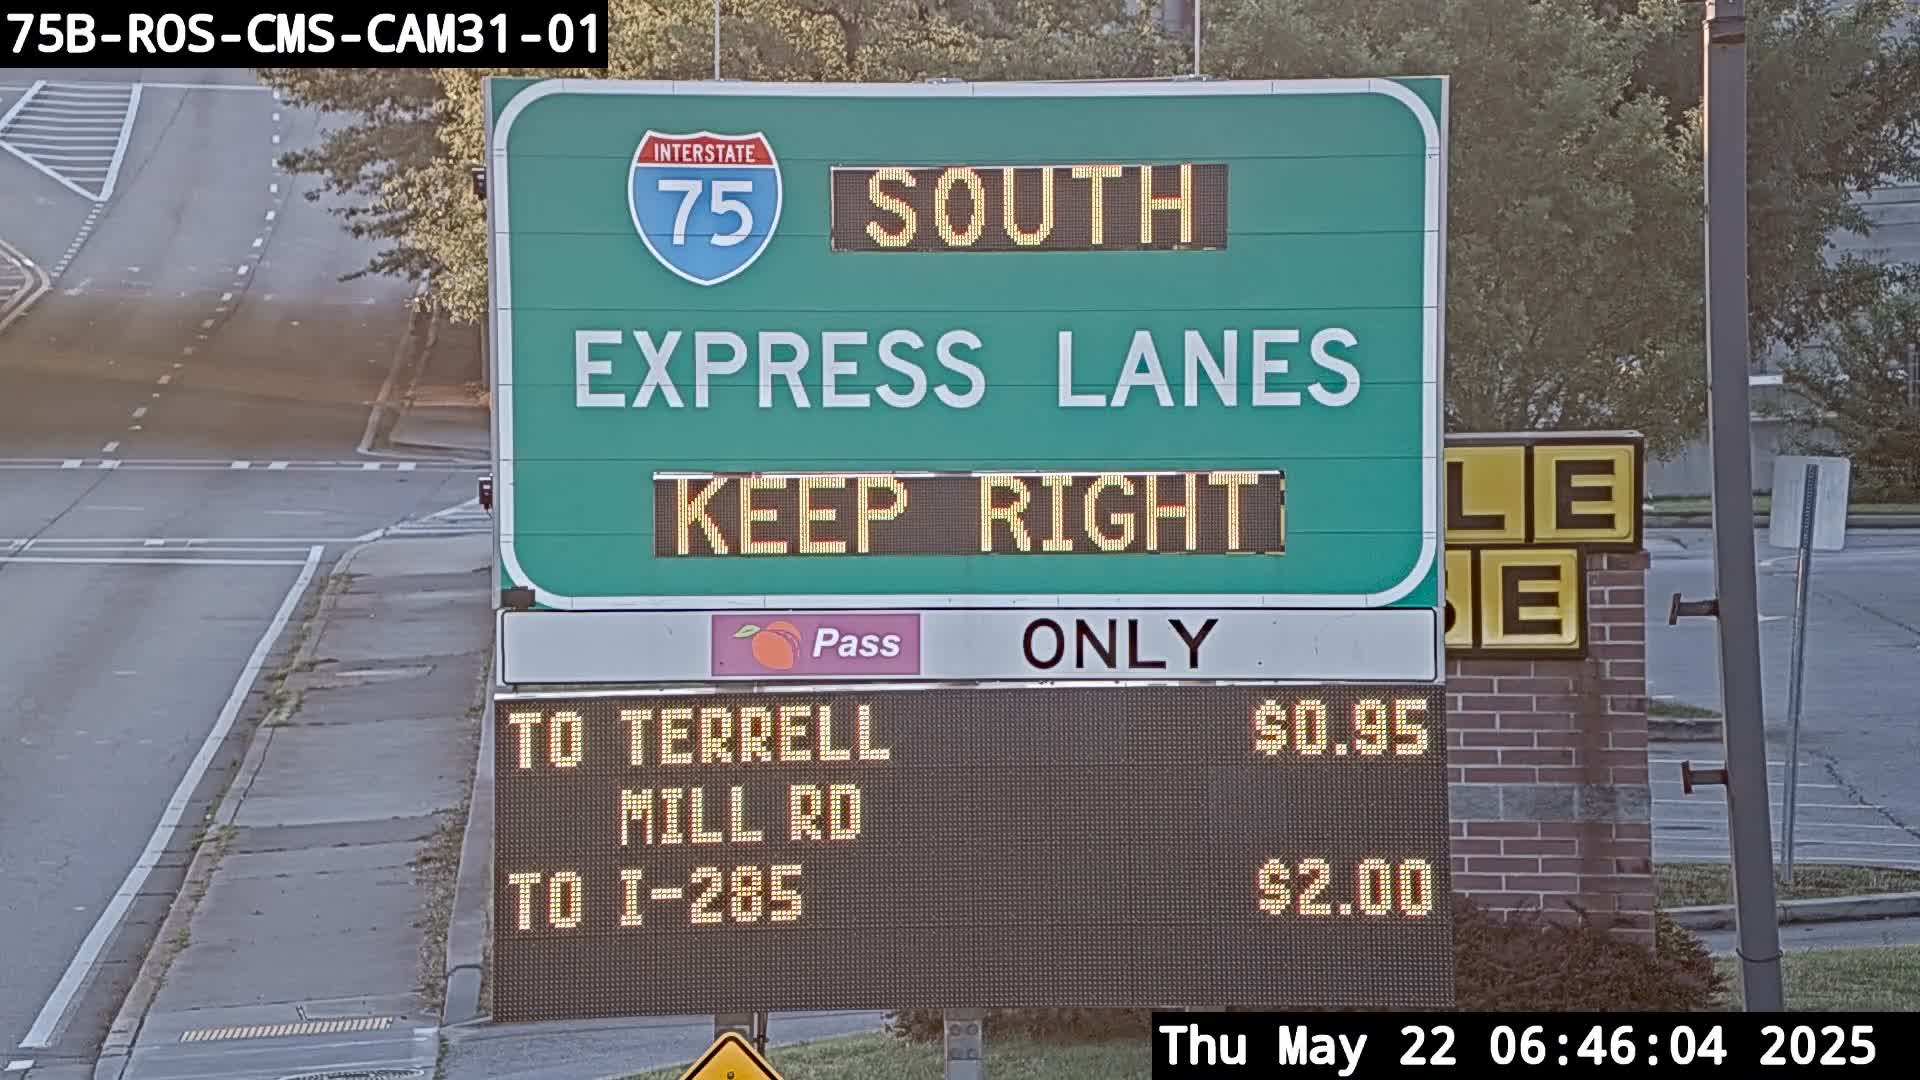 75B-ROS-CMS-CAM31-01
INTERSTATE
75
SOUTH
EXPRESS LANES
KEEP RIGHT
Pass ONLY
LE
E
TO TERRELL $0.95
MILL RD
TO I-285 $2.00
Thu May 22 06:46:04 2025